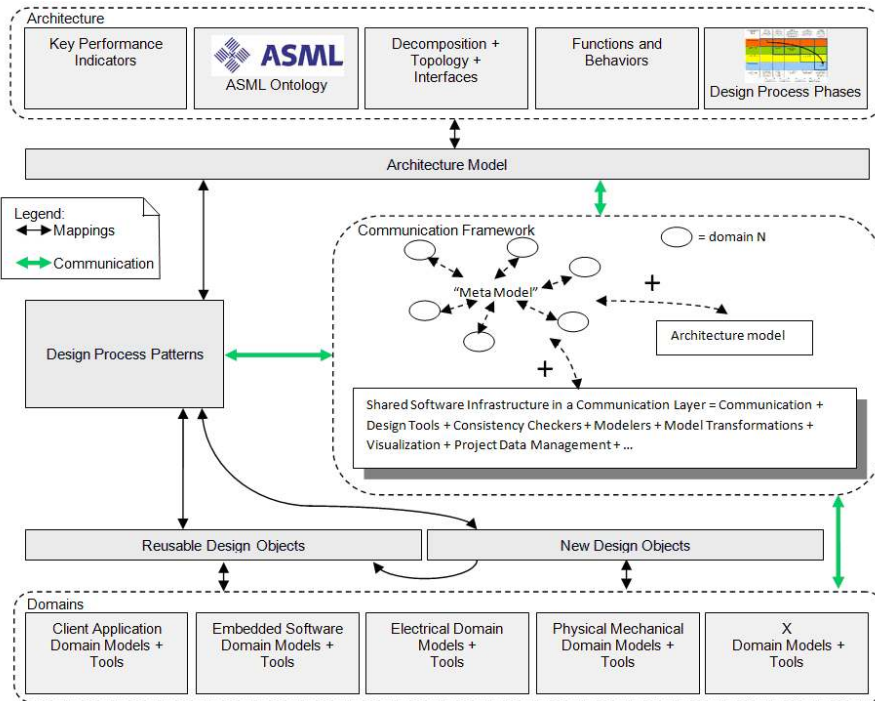 Architecture
Key Performance
Indicators
ASML
ASML Ontology
Decomposition +
Topology +
Interfaces
Functions and
Behaviors
Design Process Phases
Architecture Model
Legend:
Mappings
Communication
Communication Framework
= domain N
"Meta Model"
+
Architecture model
+
Design Process Patterns
Shared Software Infrastructure in a Communication Layer = Communication +
Design Tools + Consistency Checkers + Modelers + Model Transformations +
Visualization + Project Data Management + ...
Reusable Design Objects
New Design Objects
Domains
Client Application
Domain Models +
Tools
Embedded Software
Domain Models +
Tools
Electrical Domain
Models +
Tools
Physical Mechanical
Domain Models +
Tools
X
Domain Models +
Tools